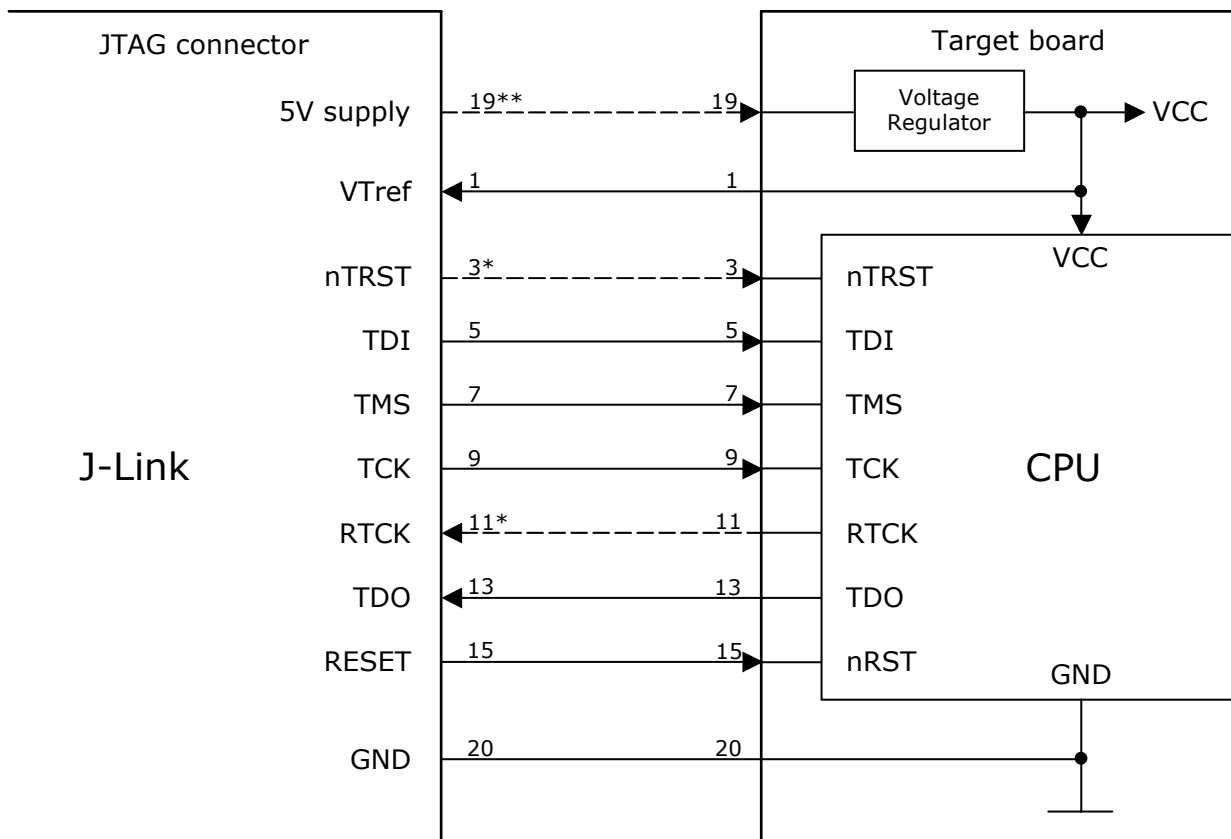 JTAG connector
Target board
5V supply 19** 19 Voltage Regulator VCC
VTref 1 1
VCC
nTRST 3* 3 nTRST
TDI 5 5 TDI
TMS 7 7 TMS
J-Link TCK 9 9 TCK CPU
RTCK 11* 11 RTCK
TDO 13 13 TDO
RESET 15 15 nRST
GND
GND 20 20